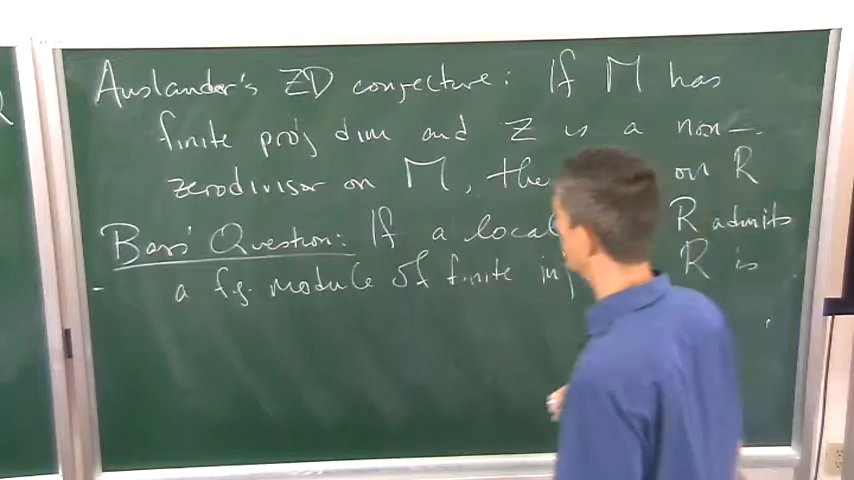 Auslander's ZD conjecture: If M has
finite proj dim and z is a non-
zerodivisor on M, the on R
Bass' Question: If a local R admits
a f.g. module of finite inj R is